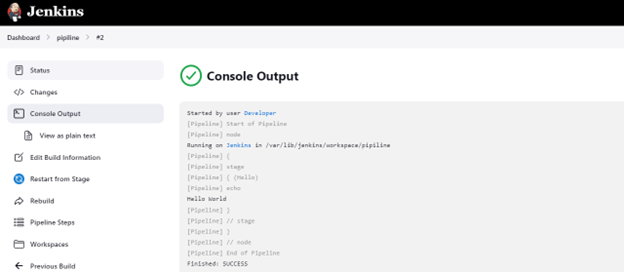 Jenkins
Dashboard > pipiline > #2
Status
Changes
Console Output
View as plain text
Edit Build Information
Restart from Stage
Rebuild
Pipeline Steps
Workspaces
Previous Build
Console Output
Started by user Developer
[Pipeline] Start of Pipeline
[Pipeline] node
Running on Jenkins in /var/lib/jenkins/workspace/pipiline
[Pipeline] {
[Pipeline] stage
[Pipeline] { (Hello)
[Pipeline] echo
Hello World
[Pipeline] }
[Pipeline] // stage
[Pipeline] }
[Pipeline] // node
[Pipeline] End of Pipeline
Finished: SUCCESS